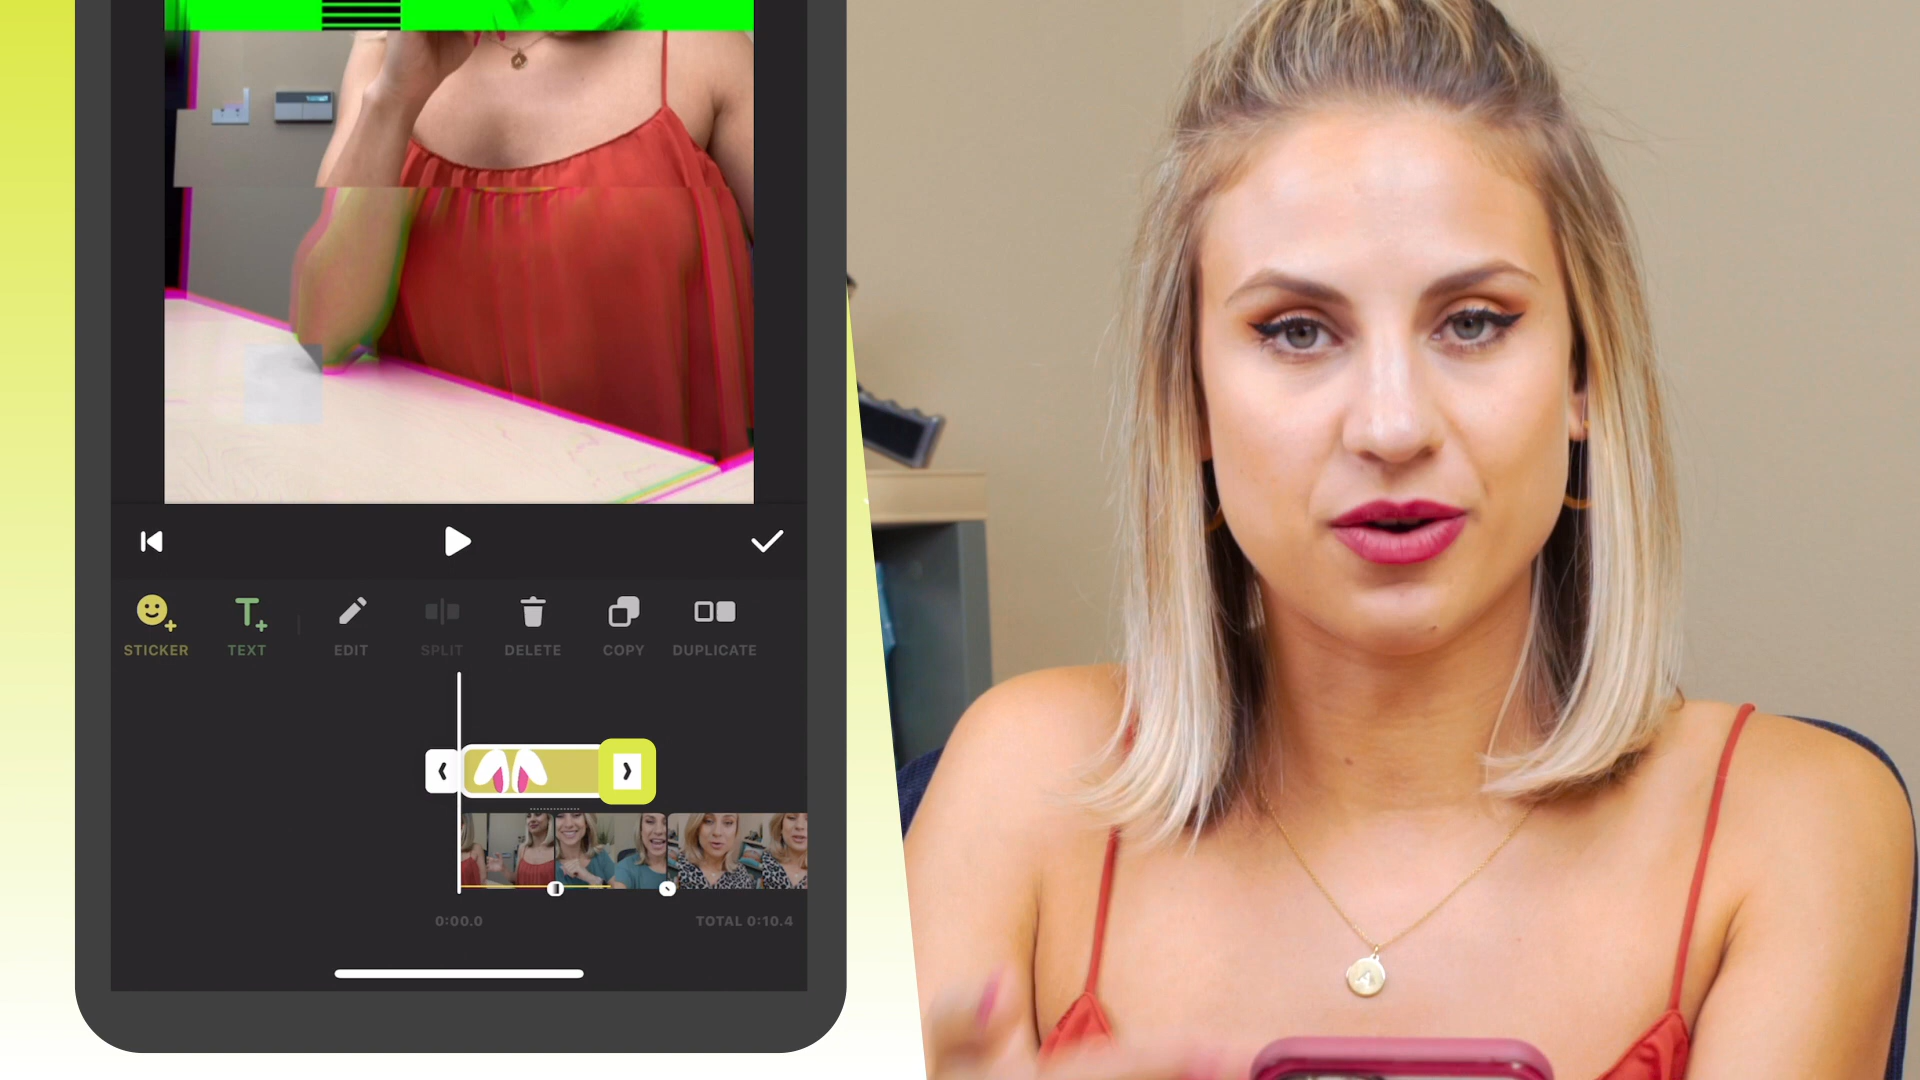 STICKER
TEXT
EDIT
SPLIT
DELETE
COPY
DUPLICATE
0:00.0
TOTAL 0:10.4
A